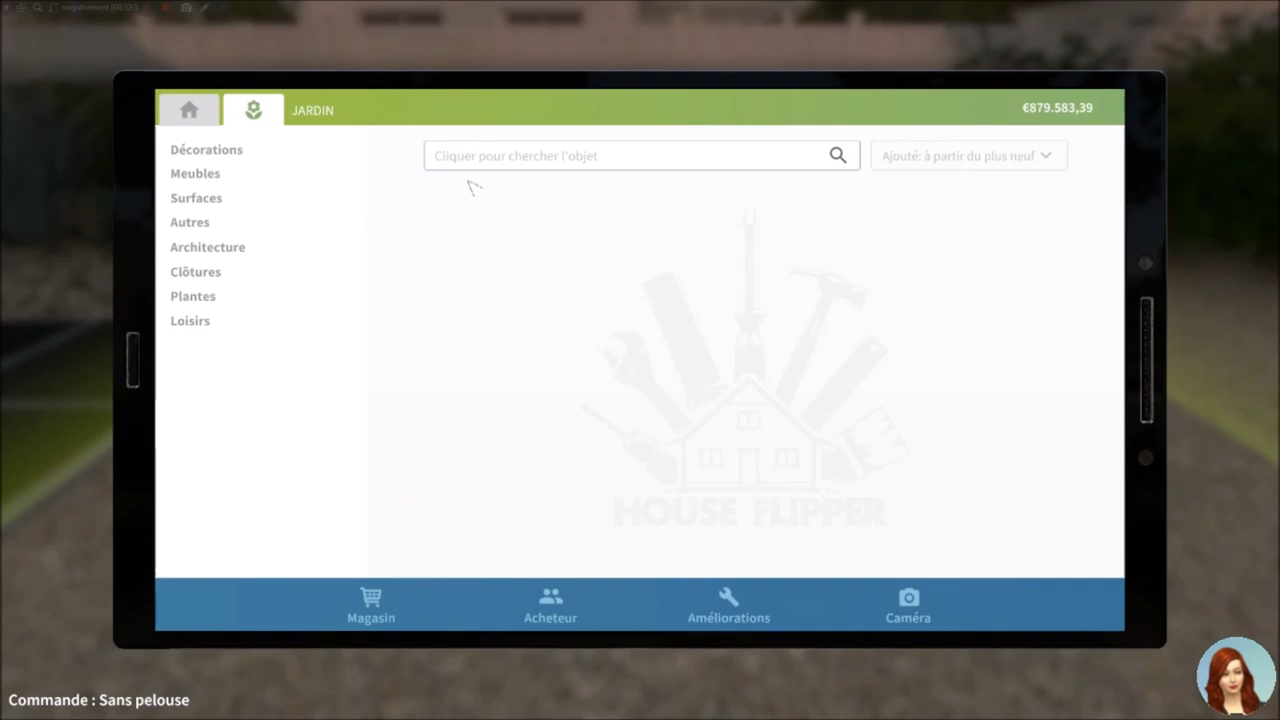 JARDIN
€879.583,39
Cliquer pour chercher l'objet
Ajouté: à partir du plus neuf
Décorations
Meubles
Surfaces
Autres
Architecture
Clôtures
Plantes
Loisirs
HOUSE FLIPPER
Magasin
Acheteur
Améliorations
Caméra
Commande : Sans pelouse